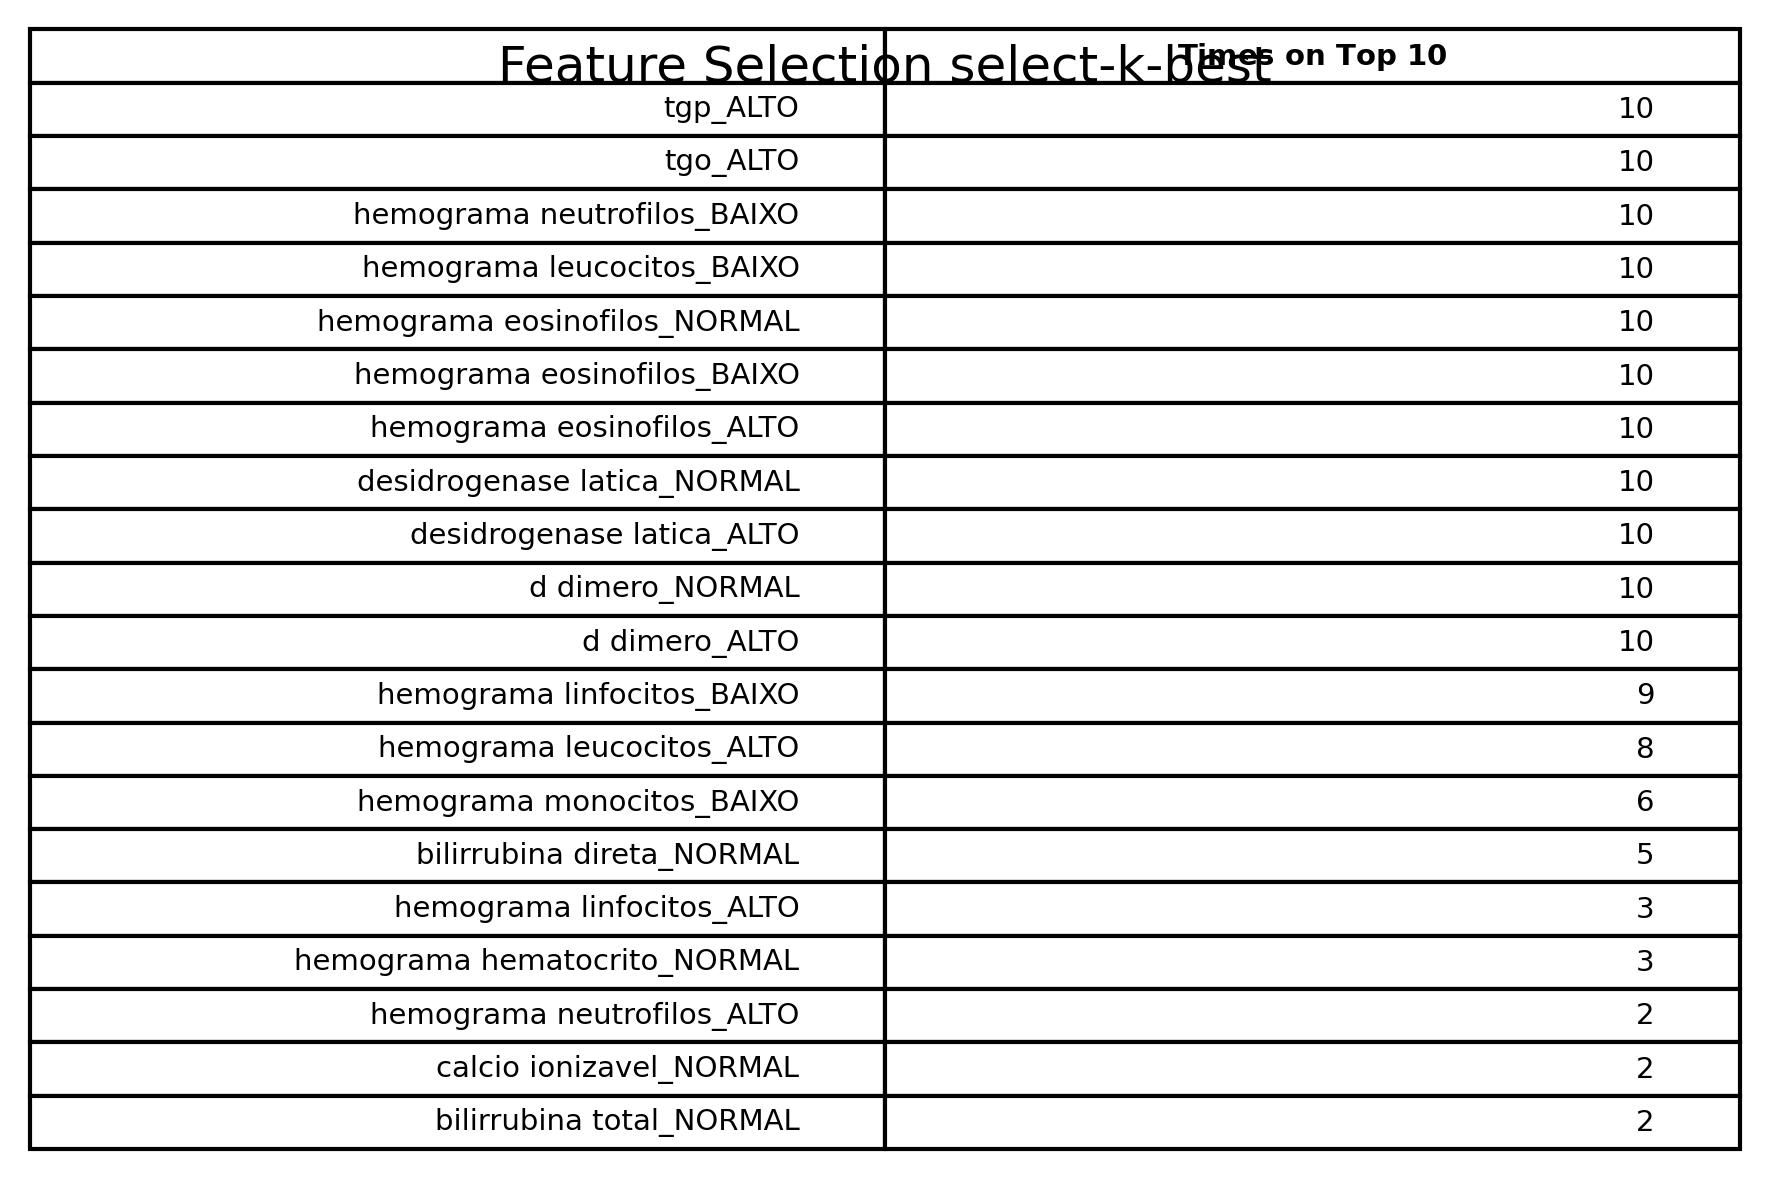 Feature Selection select-k-best
Times on Top 10
tgp_ALTO 10
tgo_ALTO 10
hemograma neutrofilos_BAIXO 10
hemograma leucocitos_BAIXO 10
hemograma eosinofilos_NORMAL 10
hemograma eosinofilos_BAIXO 10
hemograma eosinofilos_ALTO 10
desidrogenase latica_NORMAL 10
desidrogenase latica_ALTO 10
d dimero_NORMAL 10
d dimero_ALTO 10
hemograma linfocitos_BAIXO 9
hemograma leucocitos_ALTO 8
hemograma monocitos_BAIXO 6
bilirrubina direta_NORMAL 5
hemograma linfocitos_ALTO 3
hemograma hematocrito_NORMAL 3
hemograma neutrofilos_ALTO 2
calcio ionizavel_NORMAL 2
bilirrubina total_NORMAL 2